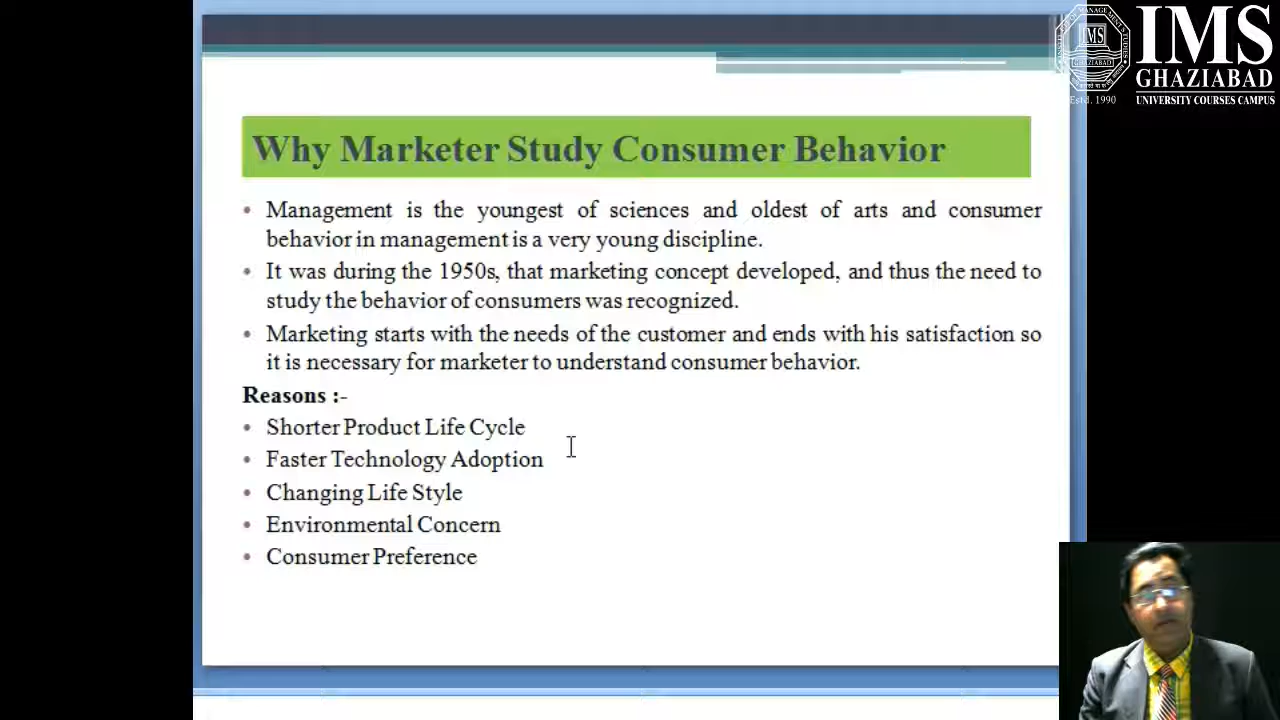 IMS
GHAZIABAD
UNIVERSITY COURSES CAMPUS
IMS
GHAZIABAD
Estd. 1990
Why Marketer Study Consumer Behavior
• Management is the youngest of sciences and oldest of arts and consumer
behavior in management is a very young discipline.
• It was during the 1950s, that marketing concept developed, and thus the need to
study the behavior of consumers was recognized.
• Marketing starts with the needs of the customer and ends with his satisfaction so
it is necessary for marketer to understand consumer behavior.
Reasons :-
• Shorter Product Life Cycle
• Faster Technology Adoption
• Changing Life Style
• Environmental Concern
• Consumer Preference